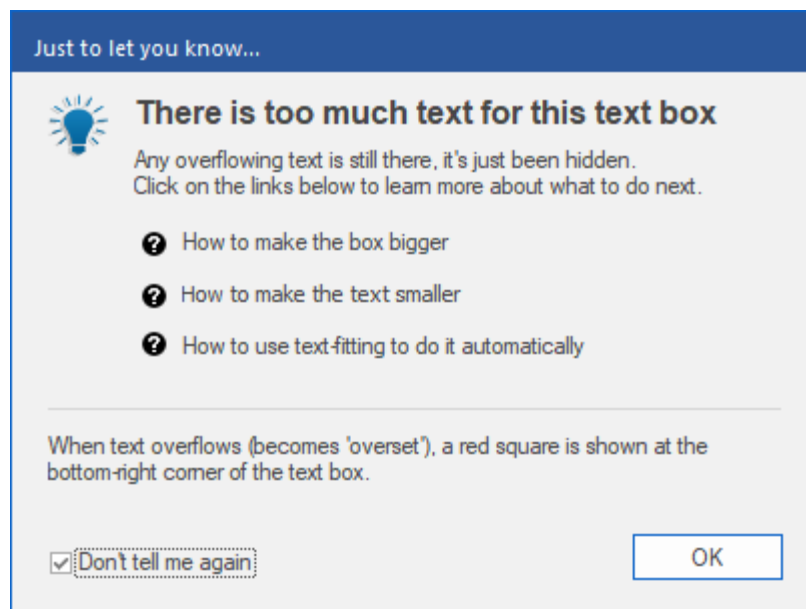 Just to let you know...
There is too much text for this text box
Any overflowing text is still there, it's just been hidden.
Click on the links below to learn more about what to do next.
How to make the box bigger
How to make the text smaller
How to use text-fitting to do it automatically
When text overflows (becomes 'overset'), a red square is shown at the
bottom-right corner of the text box.
Don't tell me again
OK